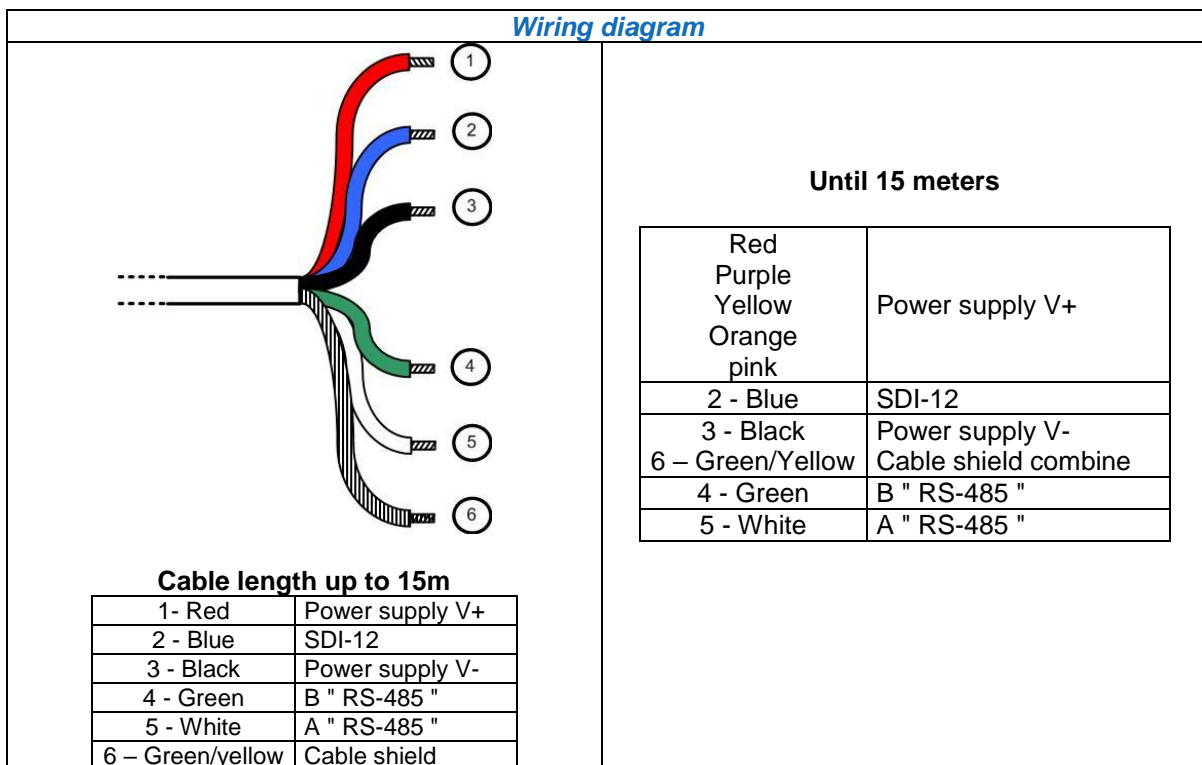 Wiring diagram
1
2
3
4
5
6
Cable length up to 15m
1- Red Power supply V+
2 - Blue SDI-12
3 - Black Power supply V-
4 - Green B " RS-485 "
5 - White A " RS-485 "
6 – Green/yellow Cable shield
Until 15 meters
Red
Purple
Yellow
Orange
pink
Power supply V+
2 - Blue SDI-12
3 - Black Power supply V-
6 – Green/Yellow Cable shield combine
4 - Green B " RS-485 "
5 - White A " RS-485 "